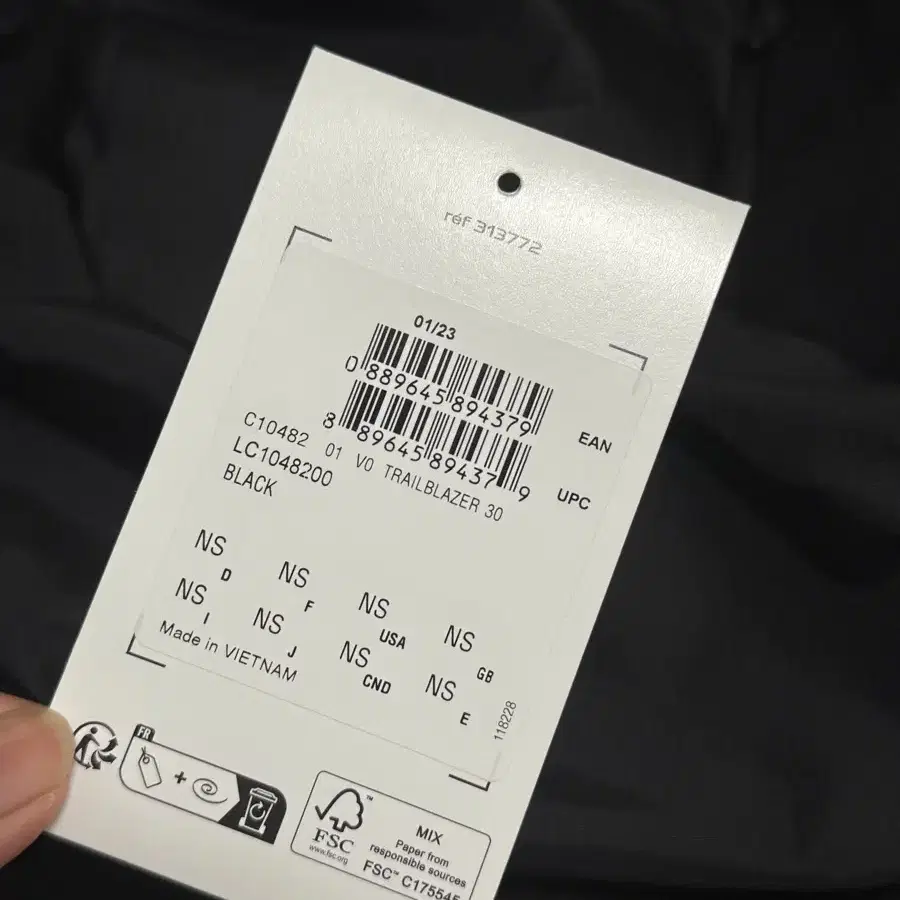 réf 313772
01/23
0 889645 894379 EAN
8 89645 89437 9 UPC
C10482 01 V0 TRAILBLAZER 30
LC1048200
BLACK
NS D NS F NS USA NS GB
NS I NS J NS CND NS E
Made in VIETNAM
118228
FR
+
FSC™
www.fsc.org
MIX
Paper from
responsible sources
FSC™ C175545